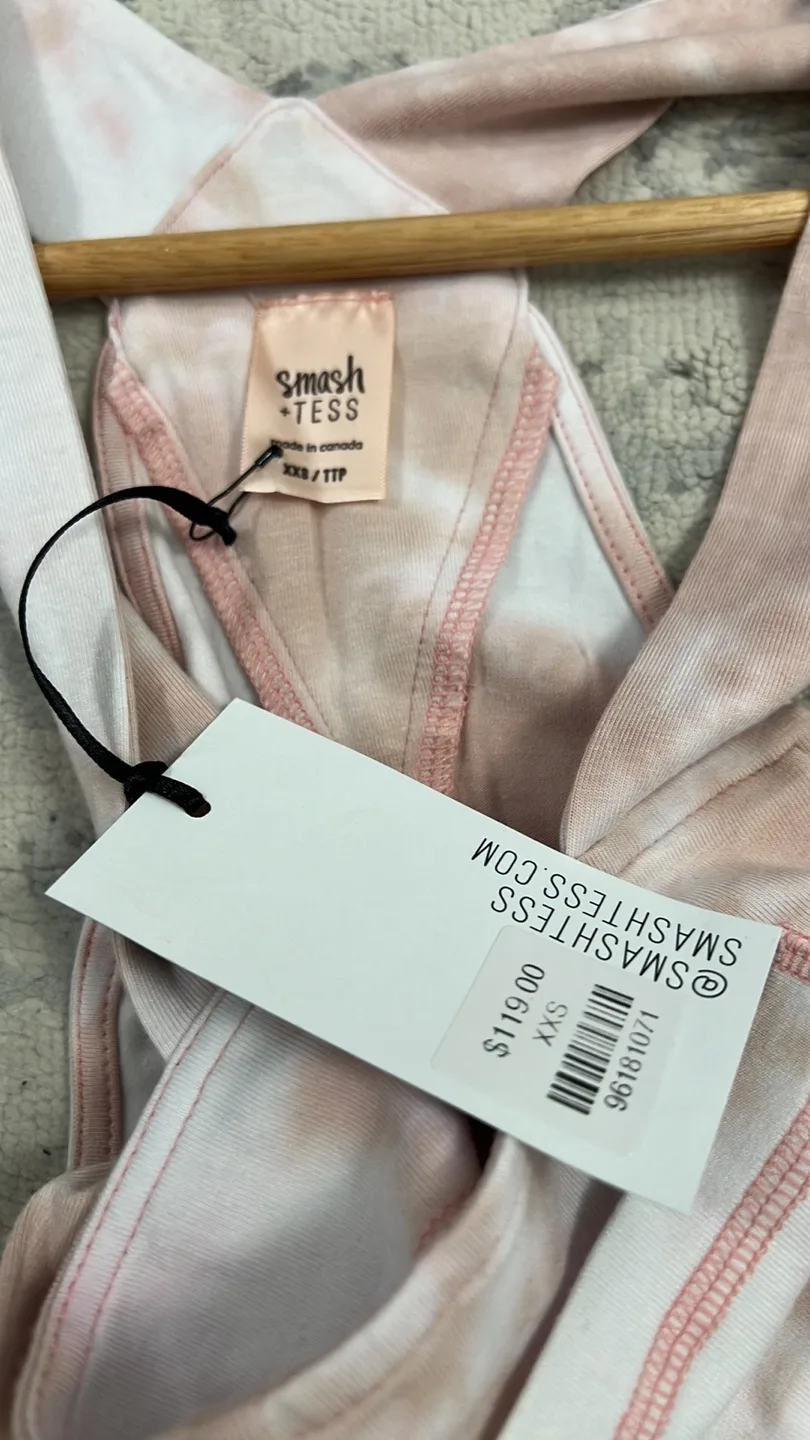 smash
+TESS
made in canada
XXS / TTP
@SMASHTESS
SMASHTESS.COM
$119.00
XXS
96181071